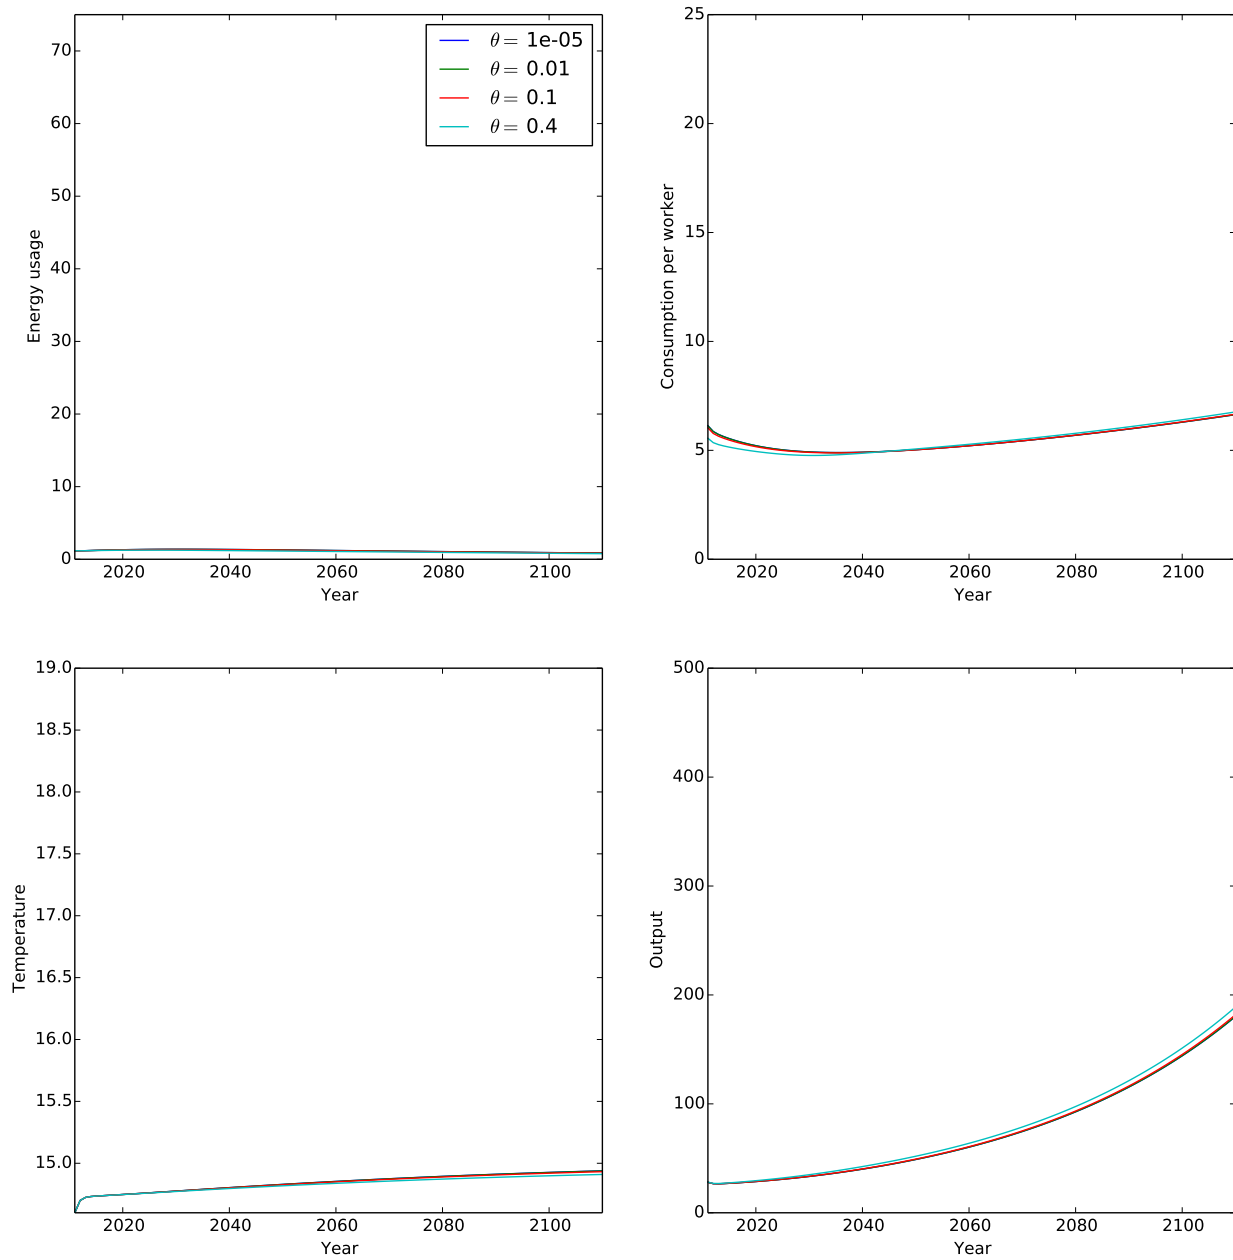 70
60
50
40
30
20
10
0
Energy usage
θ = 1e-05
θ = 0.01
θ = 0.1
θ = 0.4
2020 2040 2060 2080 2100
Year
25
20
15
10
5
0
Consumption per worker
2020 2040 2060 2080 2100
Year
19.0
18.5
18.0
17.5
17.0
16.5
16.0
15.5
15.0
Temperature
2020 2040 2060 2080 2100
Year
500
400
300
200
100
0
Output
2020 2040 2060 2080 2100
Year